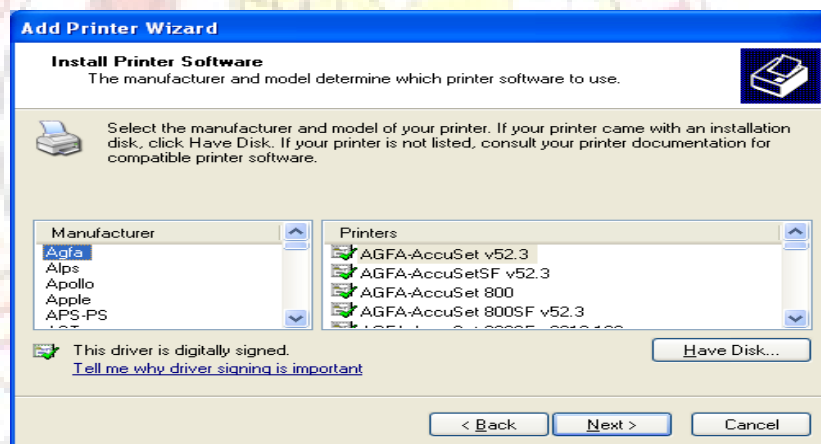 Add Printer Wizard
Install Printer Software
The manufacturer and model determine which printer software to use.
Select the manufacturer and model of your printer. If your printer came with an installation
disk, click Have Disk. If your printer is not listed, consult your printer documentation for
compatible printer software.
Manufacturer
Agfa
Alps
Apollo
Apple
APS-PS
Printers
AGFA-AccuSet v52.3
AGFA-AccuSetSF v52.3
AGFA-AccuSet 800
AGFA-AccuSet 800SF v52.3
This driver is digitally signed.
Tell me why driver signing is important
Have Disk...
< Back
Next >
Cancel